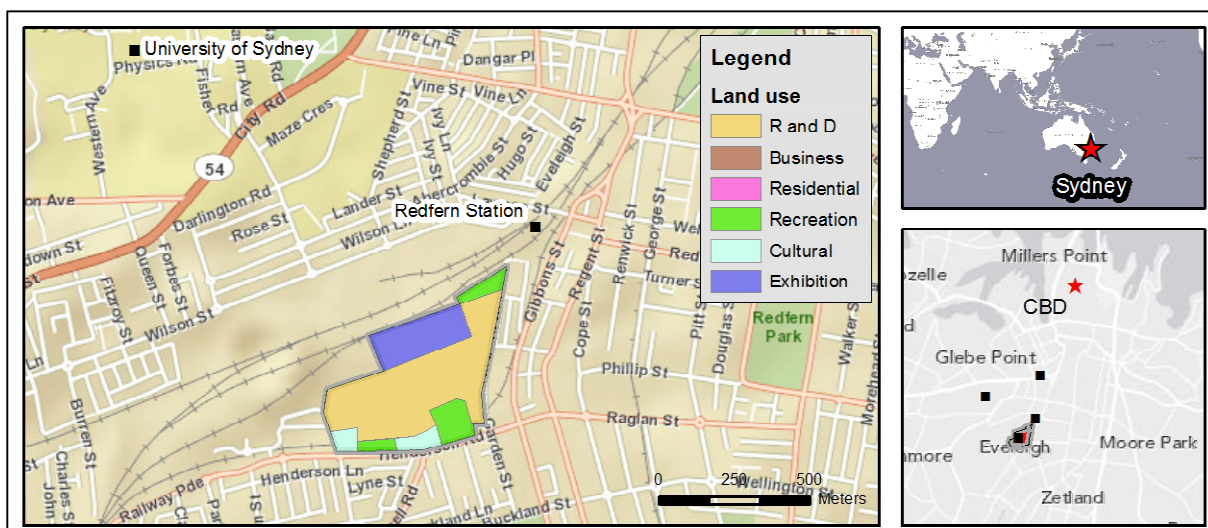 University of Sydney
Physics Rd
Western Ave
Fisher Rd
City Rd
Maze Cres
54
Dangar Pl
Pine Ln
Vine St
Vine Ln
Shepherd St
Ivy Ln
Ivy St
Abercrombie St
Hugo St
Eveleigh St
Lander St
Redfern Station
Darlington Rd
Rose St
Wilson Ln
Forbes St
Queen St
Fitzroy St
Wilson St
Gibbons St
Regent St
Renwick St
George St
Turner St
Cope St
Pitt St
Douglas St
Redfern
Park
Walker St
Morehead St
Phillip St
Raglan St
Garden St
Henderson Rd
Henderson Ln
Lyne St
Railway Pde
Burren St
Charles St
John
Buckland St
Wellington St
0 250 500
Meters
Legend
Land use
R and D
Business
Residential
Recreation
Cultural
Exhibition
Sydney
Millers Point
CBD
Glebe Point
Eveleigh
Moore Park
Zetland